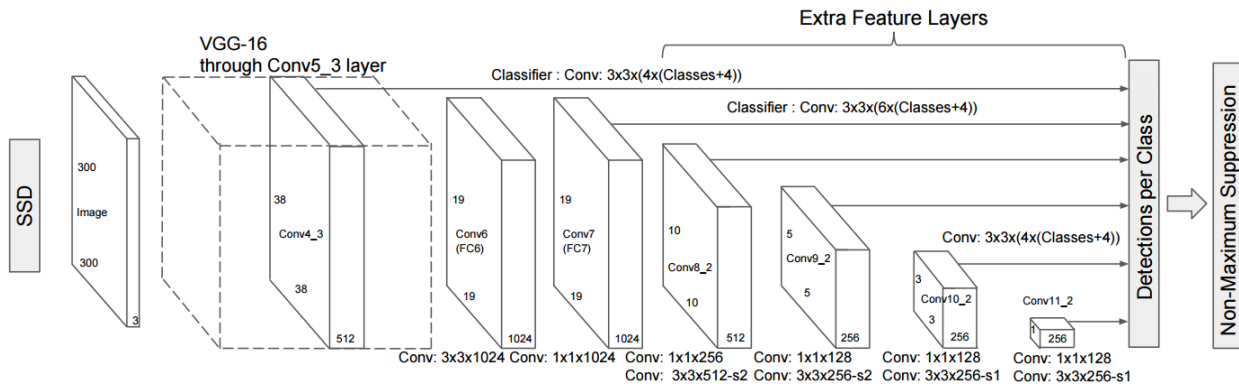 Extra Feature Layers
VGG-16
through Conv5_3 layer
Classifier : Conv: 3x3x(4x(Classes+4))
Classifier : Conv: 3x3x(6x(Classes+4))
SSD
300
Image
300
3
38
Conv4_3
38
512
19
Conv6
(FC6)
19
1024
19
Conv7
(FC7)
19
1024
10
Conv8_2
10
512
5
Conv9_2
5
256
Conv: 3x3x(4x(Classes+4))
3
Conv10_2
3
256
Conv11_2
1
256
Detections per Class
Non-Maximum Suppression
Conv: 3x3x1024
Conv: 1x1x1024
Conv: 1x1x256
Conv: 3x3x512-s2
Conv: 1x1x128
Conv: 3x3x256-s2
Conv: 1x1x128
Conv: 3x3x256-s1
Conv: 1x1x128
Conv: 3x3x256-s1